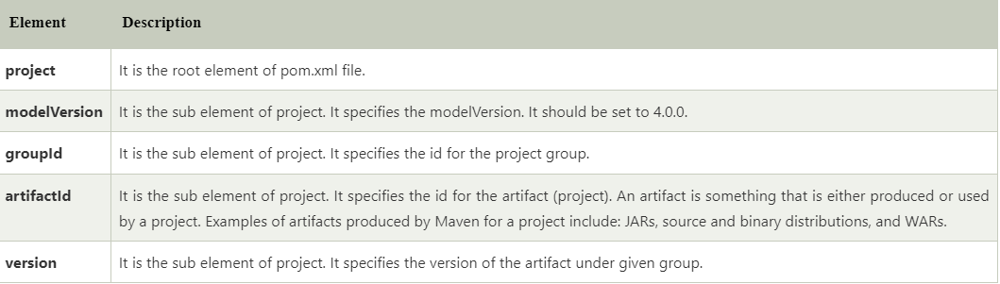 Element Description
project It is the root element of pom.xml file.
modelVersion It is the sub element of project. It specifies the modelVersion. It should be set to 4.0.0.
groupId It is the sub element of project. It specifies the id for the project group.
artifactId It is the sub element of project. It specifies the id for the artifact (project). An artifact is something that is either produced or used
by a project. Examples of artifacts produced by Maven for a project include: JARs, source and binary distributions, and WARs.
version It is the sub element of project. It specifies the version of the artifact under given group.